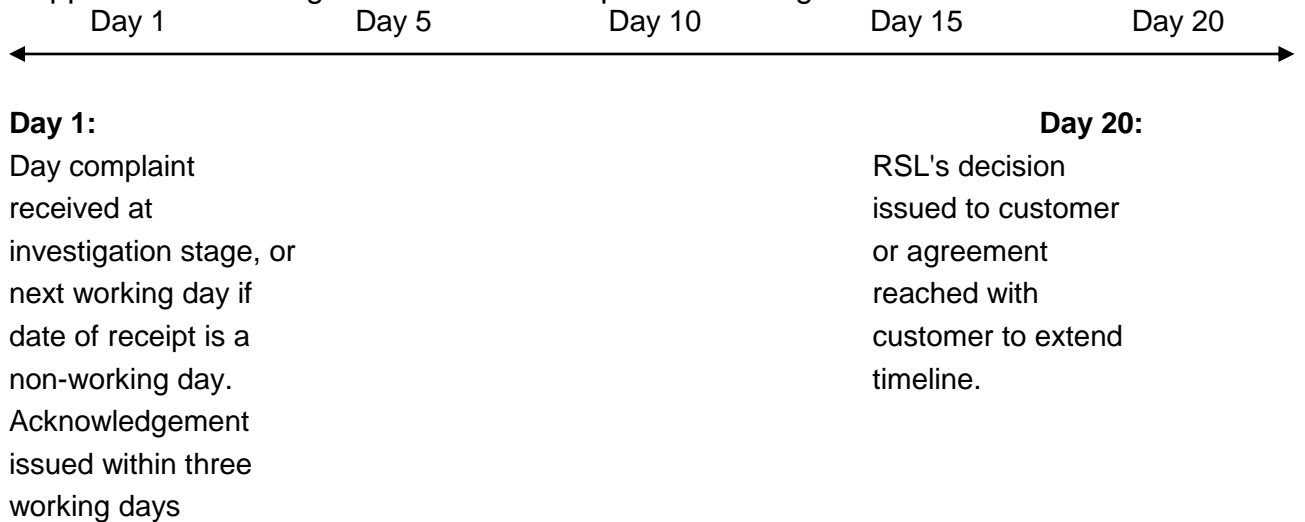 Day 1 Day 5 Day 10 Day 15 Day 20
Day 1:
Day complaint
received at
investigation stage, or
next working day if
date of receipt is a
non-working day.
Acknowledgement
issued within three
working days
Day 20:
RSL's decision
issued to customer
or agreement
reached with
customer to extend
timeline.